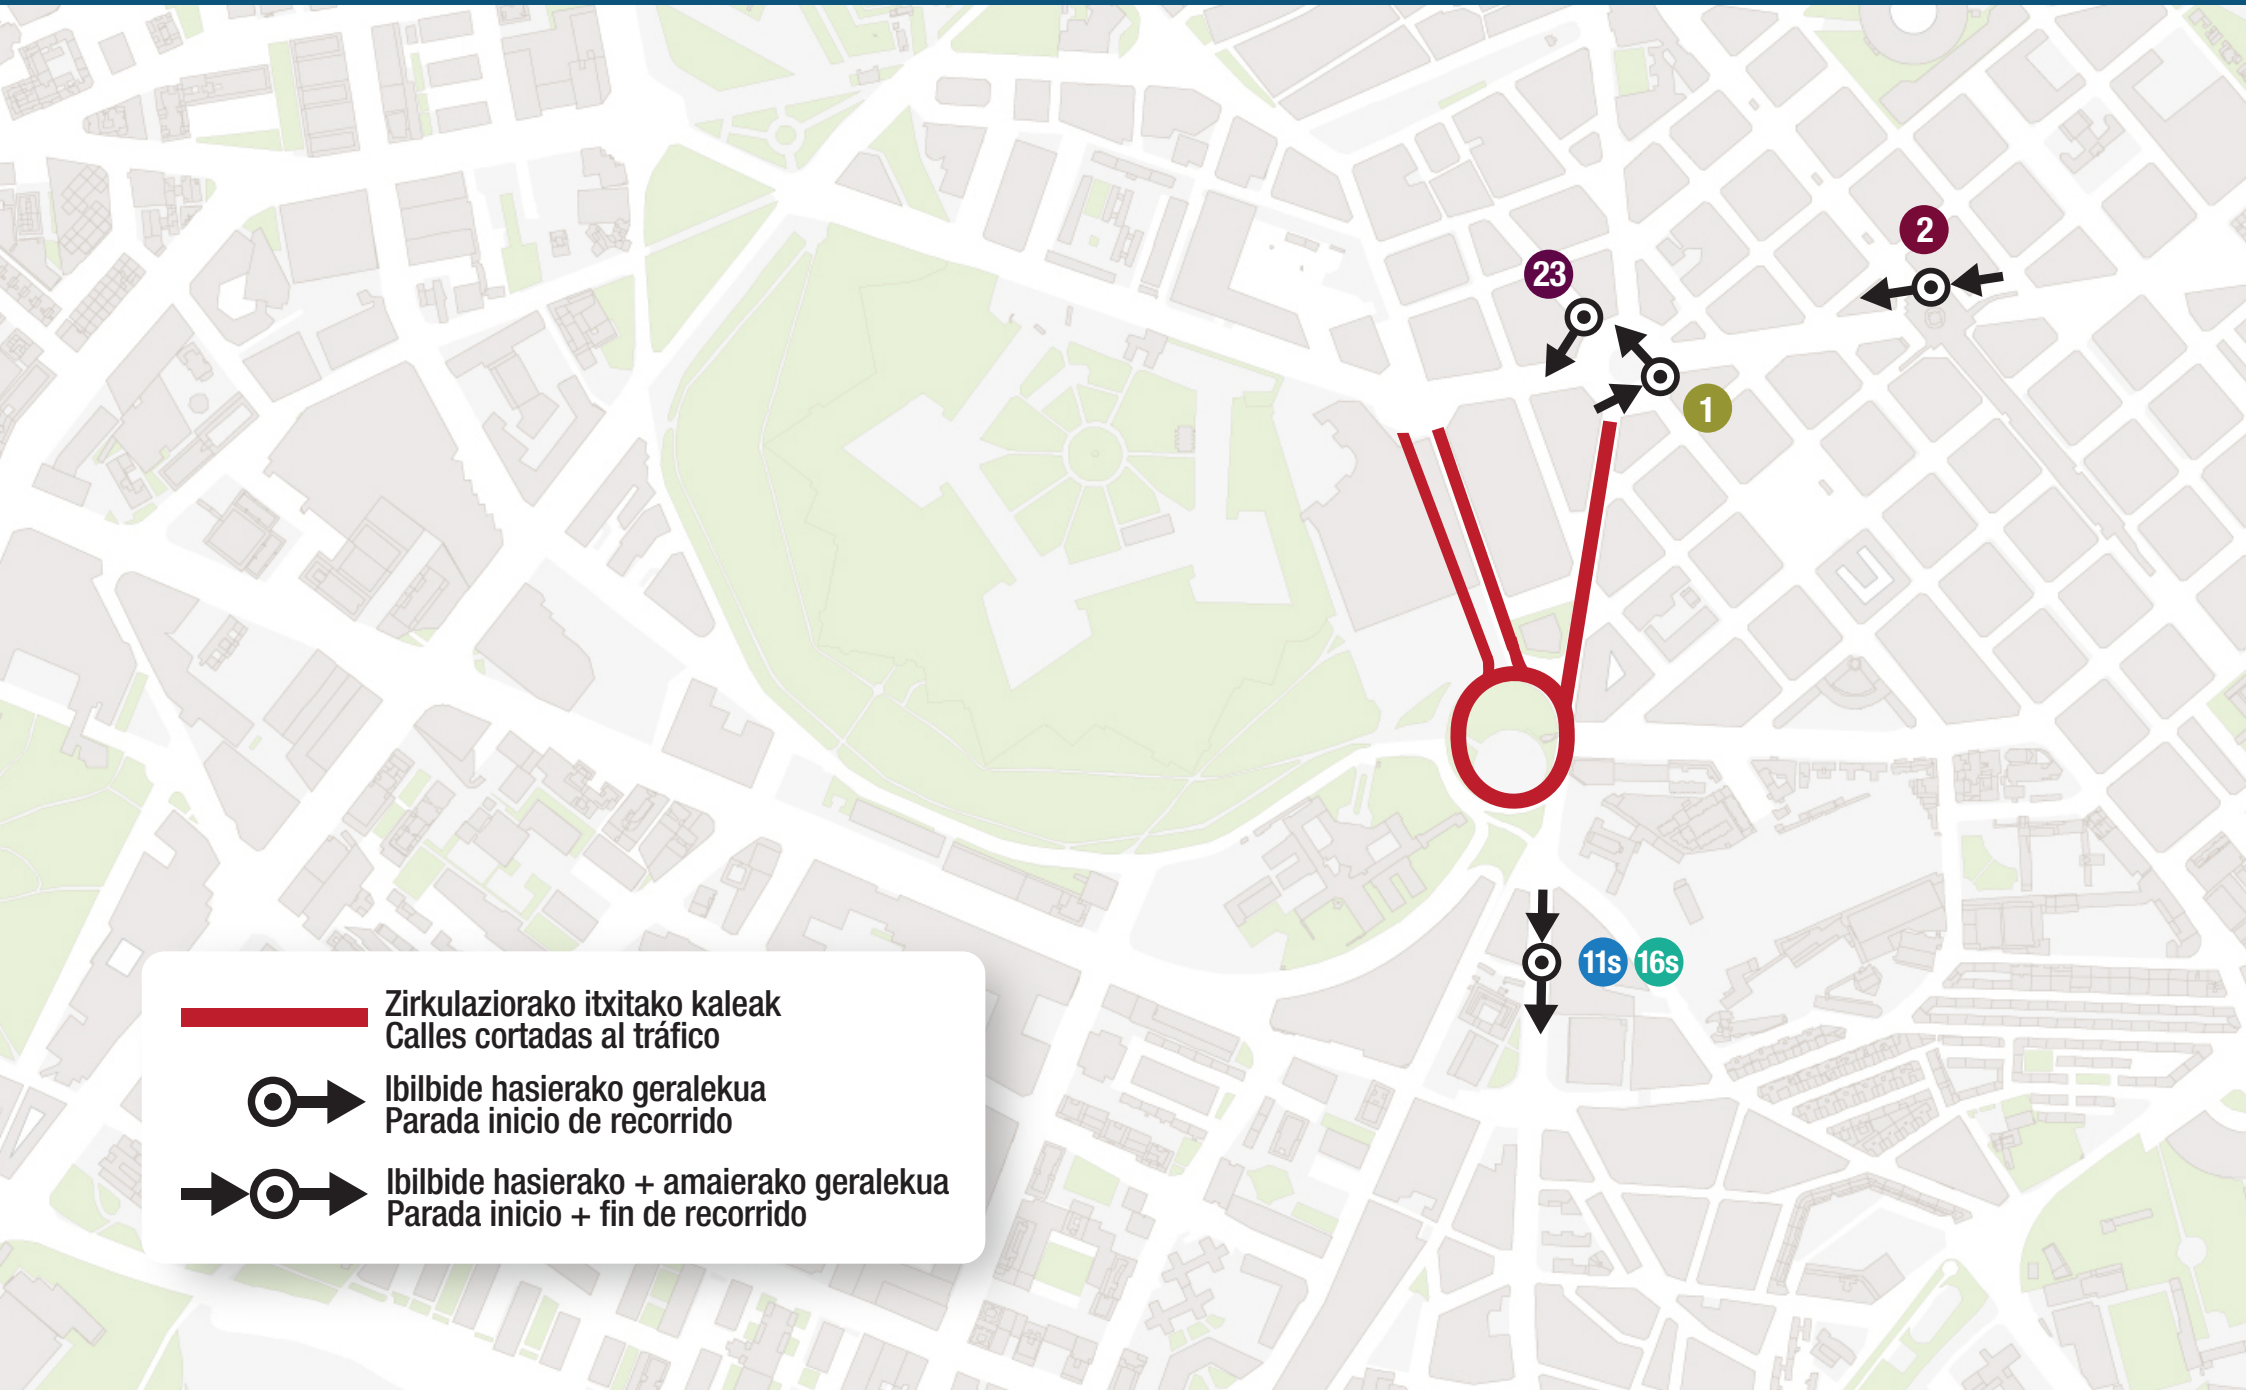 2
23
1
11s 16s
Zirkulaziorako itxitako kaleak
Calles cortadas al tráfico
Ibilbide hasierako geralekua
Parada inicio de recorrido
Ibilbide hasierako + amaierako geralekua
Parada inicio + fin de recorrido